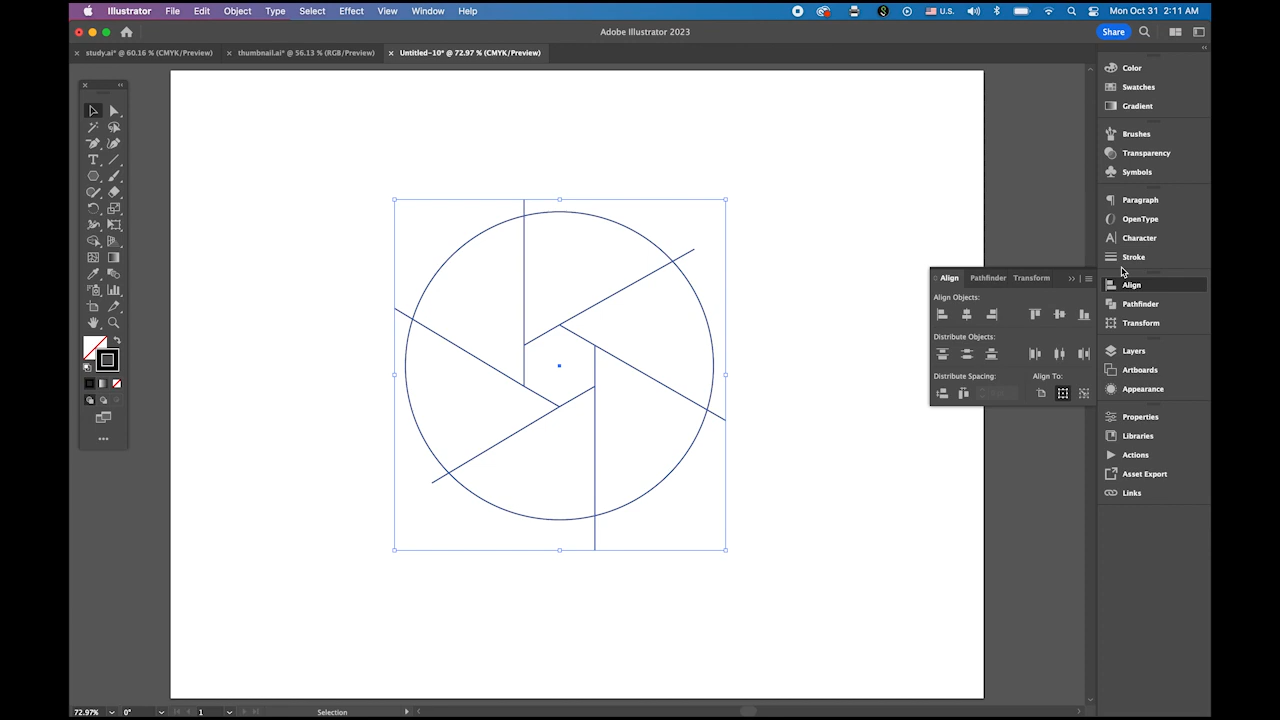 Illustrator File Edit Object Type Select Effect View Window Help
U.S. Mon Oct 31 2:11 AM
Adobe Illustrator 2023
Share
study.ai* @ 60.16 % (CMYK/Preview)
thumbnail.ai* @ 56.13 % (RGB/Preview)
Untitled-10* @ 72.97 % (CMYK/Preview)
Color
Swatches
Gradient
Brushes
Transparency
Symbols
Paragraph
OpenType
Character
Stroke
Align
Pathfinder
Transform
Layers
Artboards
Appearance
Properties
Libraries
Actions
Asset Export
Links
Align Pathfinder Transform
Align Objects:
Distribute Objects:
Distribute Spacing: Align To:
72.97% 0° 1 Selection